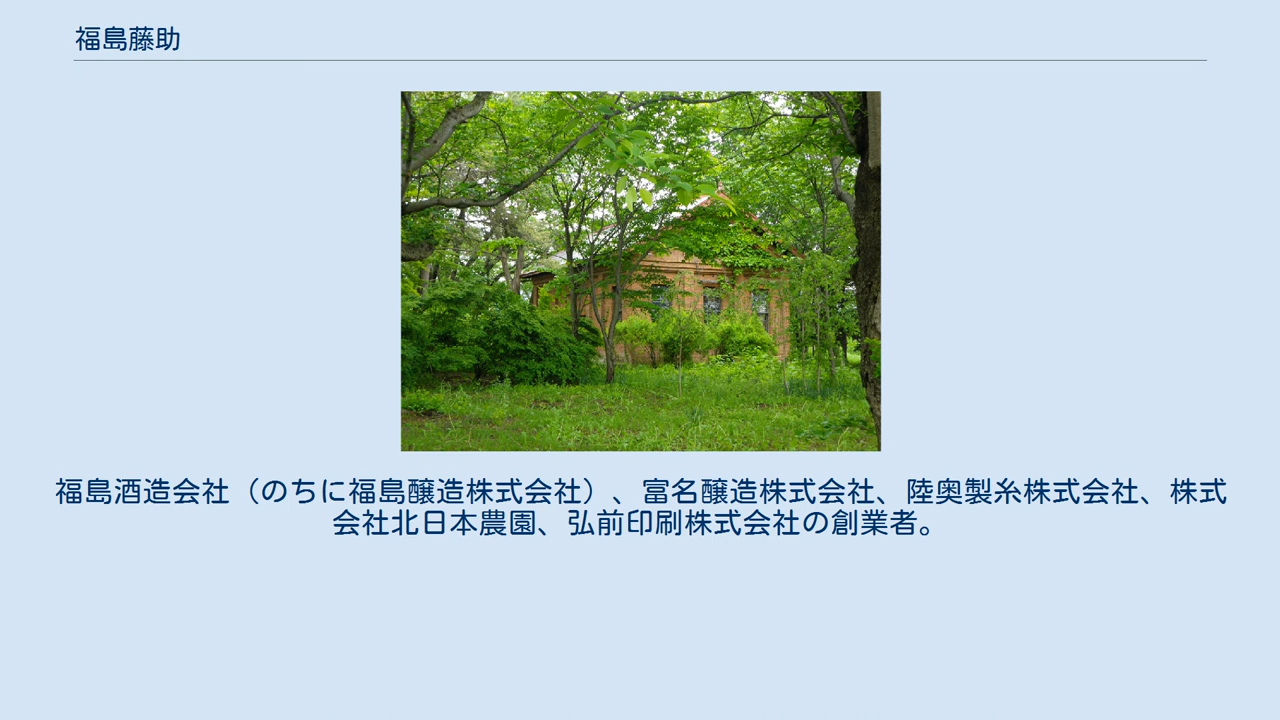 福島藤助
福島酒造会社（のちに福島醸造株式会社）、富名醸造株式会社、陸奥製糸株式会社、株式
会社北日本農園、弘前印刷株式会社の創業者。